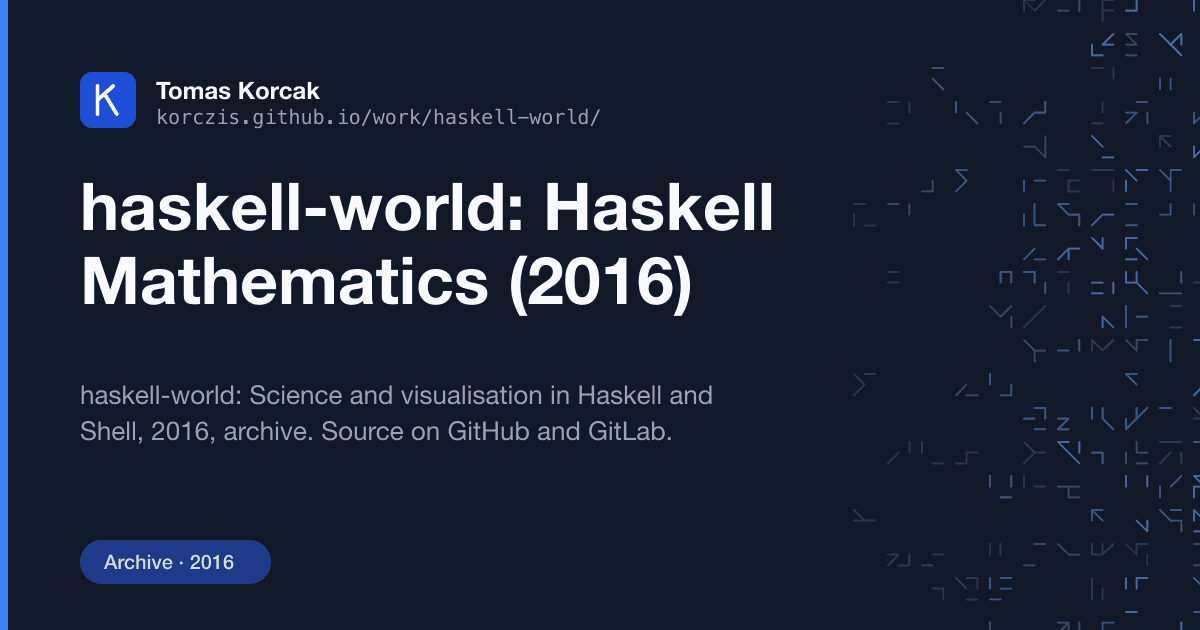 K
Tomas Korcak
korczis.github.io/work/haskell-world/
haskell-world: Haskell
Mathematics (2016)
haskell-world: Science and visualisation in Haskell and
Shell, 2016, archive. Source on GitHub and GitLab.
Archive · 2016